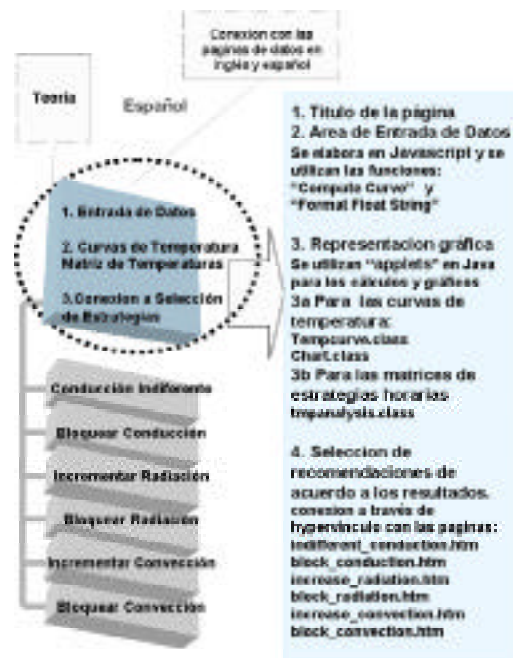 Conexion con las
paginas de datos en
inglés y español
Teoría
Español
1. Entrada de Datos
2. Curvas de Temperatura
Matriz de Temperaturas
3.Conexion a Selección
de Estrategias
Conducción Indiferente
Bloquear Conducción
Incrementar Radiación
Bloquear Radiación
Incrementar Convección
Bloquear Convección
1. Titulo de la página
2. Area de Entrada de Datos
Se elabora en Javascript y se
utilizan las funciones:
"Compute Curve" y
"Format Float String"
3. Representacion gráfica
Se utilizan "applets" en Java
para los cálculos y gráficos
3a Para las curvas de
temperatura:
Tempcurve.class
Chart.class
3b Para las matrices de
estrategias horarias
tmpanalysis.class
4. Seleccion de
recomendaciones de
acuerdo a los resultados.
conexion a través de
hypervinculo con las paginas:
indifferent_conduction.htm
block_conduction.htm
increase_radiation.htm
block_radiation.htm
increase_convection.htm
block_convection.htm